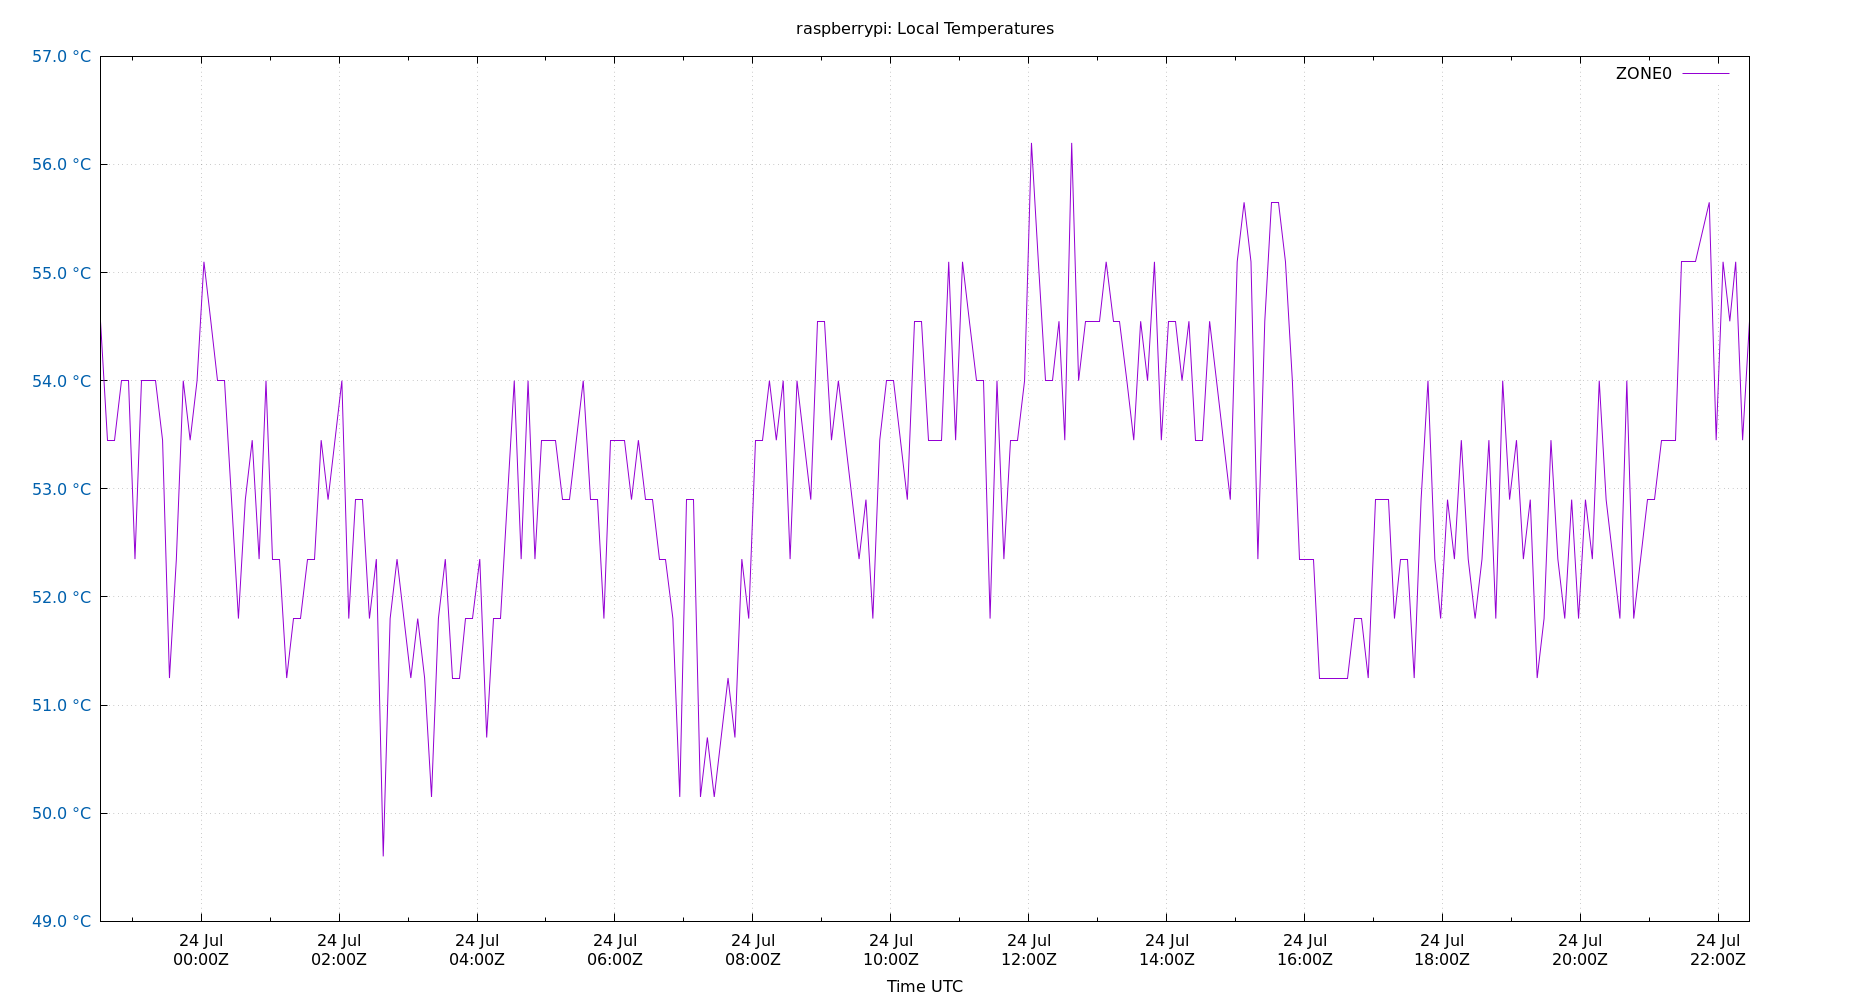 raspberrypi: Local Temperatures
57.0 °C
ZONE0
56.0 °C
55.0 °C
54.0 °C
53.0 °C
52.0 °C
51.0 °C
50.0 °C
49.0 °C
24 Jul 24 Jul 24 Jul 24 Jul 24 Jul 24 Jul 24 Jul 24 Jul 24 Jul 24 Jul 24 Jul 24 Jul
00:00Z 02:00Z 04:00Z 06:00Z 08:00Z 10:00Z 12:00Z 14:00Z 16:00Z 18:00Z 20:00Z 22:00Z
Time UTC